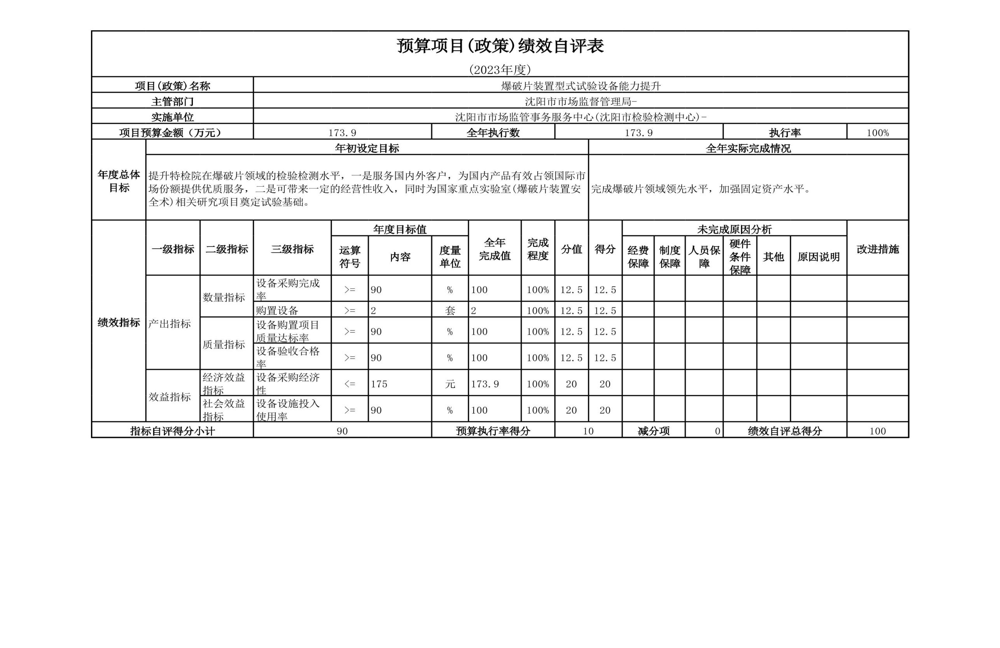 预算项目(政策)绩效自评表
(2023年度)
项目(政策)名称 爆破片装置型式试验设备能力提升
主管部门 沈阳市市场监督管理局-
实施单位 沈阳市市场监管事务服务中心(沈阳市检验检测中心)-
项目预算金额（万元） 173.9 全年执行数 173.9 执行率 100%
年度总体
目标
年初设定目标 全年实际完成情况
提升特检院在爆破片领域的检验检测水平，一是服务国内外客户，为国内产品有效占领国际市
场份额提供优质服务，二是可带来一定的经营性收入，同时为国家重点实验室(爆破片装置安
全术)相关研究项目奠定试验基础。
完成爆破片领域领先水平，加强固定资产水平。
绩效指标
一级指标 二级指标 三级指标
年度目标值
运算
符号
内容
度量
单位
全年
完成值
完成
程度
分值 得分
未完成原因分析
经费
保障
制度
保障
人员保
障
硬件
条件
保障
其他 原因说明
改进措施
产出指标
数量指标
设备采购完成
率
>= 90 % 100 100% 12.5 12.5
购置设备 >= 2 套 2 100% 12.5 12.5
质量指标
设备购置项目
质量达标率
>= 90 % 100 100% 12.5 12.5
设备验收合格
率
>= 90 % 100 100% 12.5 12.5
效益指标
经济效益
指标
设备采购经济
性
<= 175 元 173.9 100% 20 20
社会效益
指标
设备设施投入
使用率
>= 90 % 100 100% 20 20
指标自评得分小计 90 预算执行率得分 10 减分项 0 绩效自评总得分 100